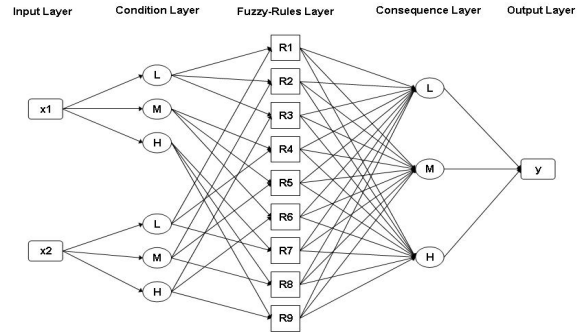 Input Layer
Condition Layer
Fuzzy-Rules Layer
Consequence Layer
Output Layer
x1
x2
L
M
H
L
M
H
R1
R2
R3
R4
R5
R6
R7
R8
R9
L
M
H
y